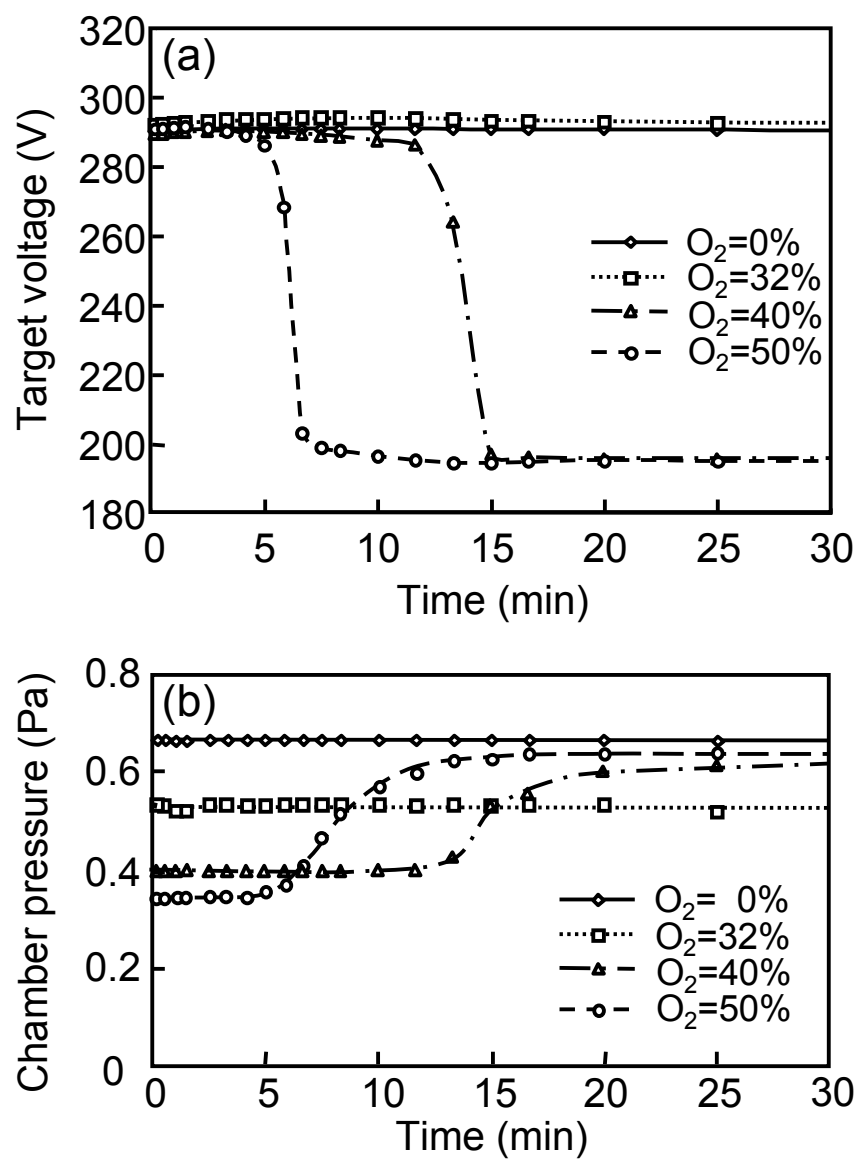 (a)
Target voltage (V)
320
300
280
260
240
220
200
180
0 5 10 15 20 25 30
Time (min)
O₂=0%
O₂=32%
O₂=40%
O₂=50%
(b)
Chamber pressure (Pa)
0.8
0.6
0.4
0.2
0
0 5 10 15 20 25 30
Time (min)
O₂= 0%
O₂=32%
O₂=40%
O₂=50%